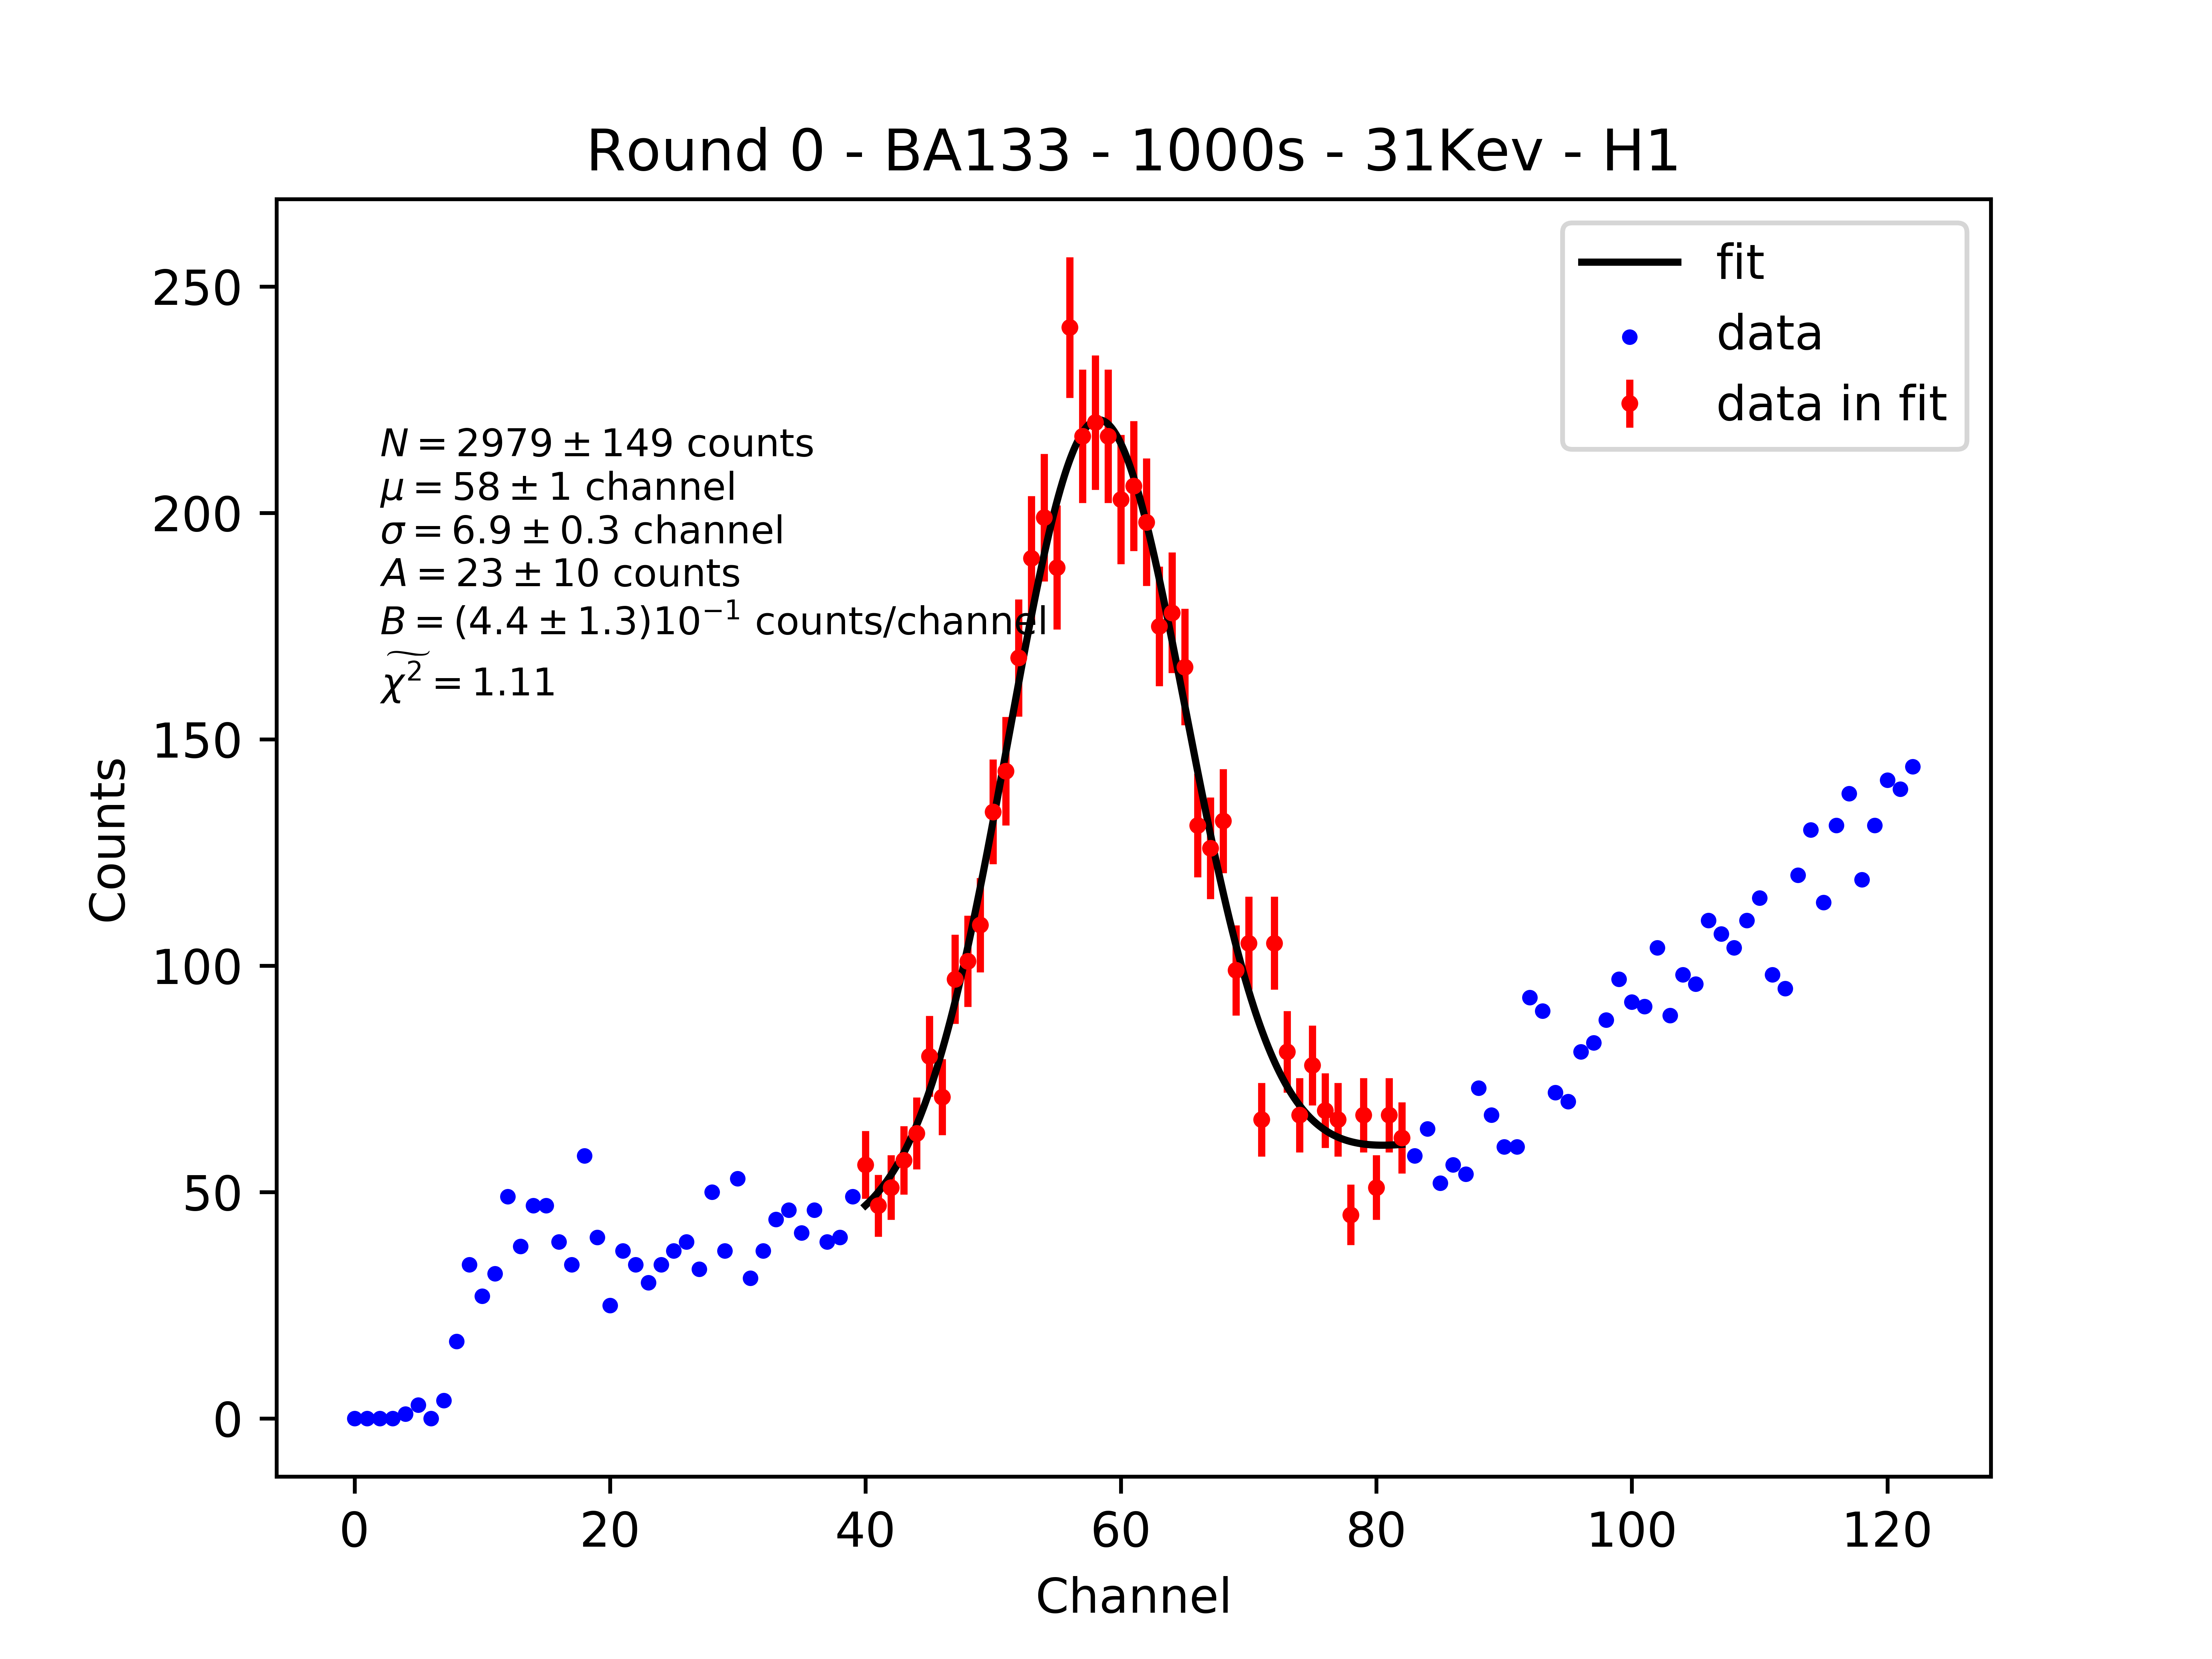 Round 0 - BA133 - 1000s - 31Kev - H1
fit
data
data in fit
N = 2979 ± 149 counts
μ = 58 ± 1 channel
σ = 6.9 ± 0.3 channel
A = 23 ± 10 counts
B = (4.4 ± 1.3)10⁻¹ counts/channel
χ̃² = 1.11
250
200
150
100
50
0
Counts
0 20 40 60 80 100 120
Channel